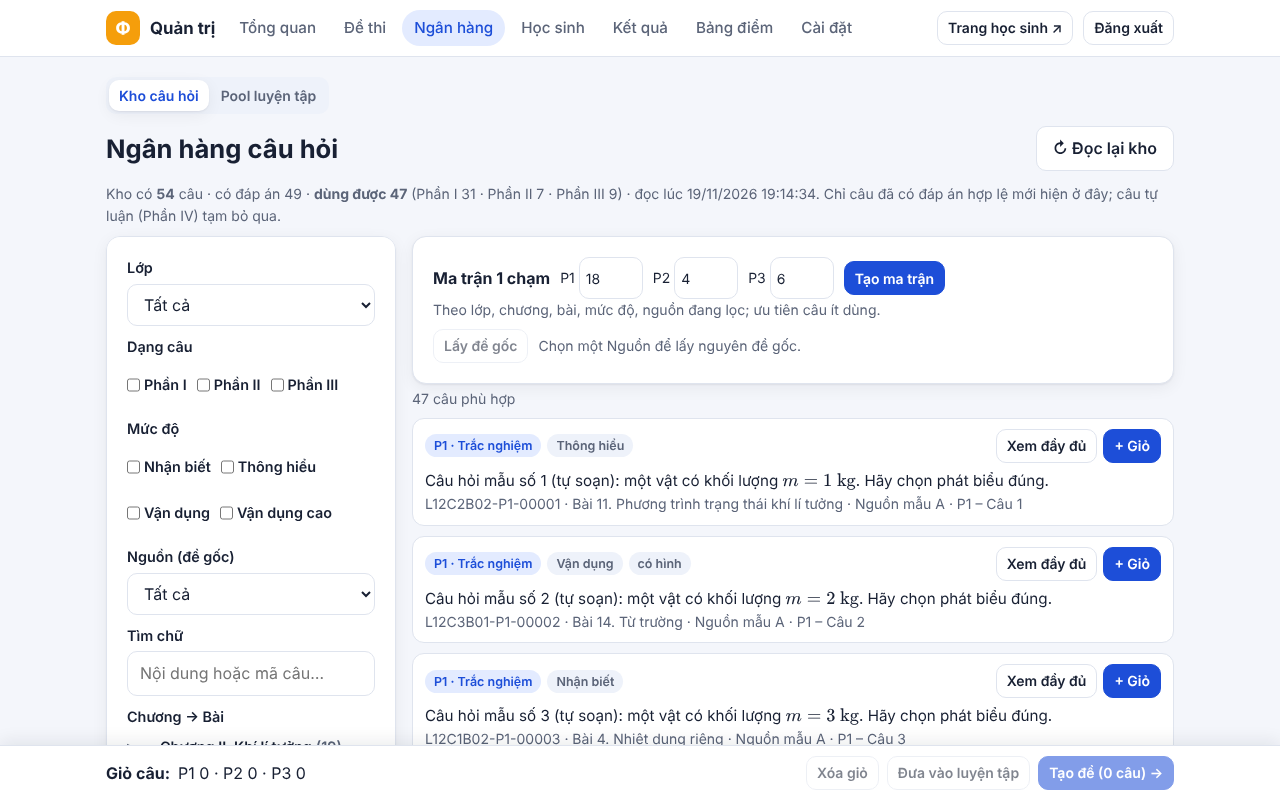 Φ Quản trị Tổng quan Đề thi Ngân hàng Học sinh Kết quả Bảng điểm Cài đặt Trang học sinh ↗ Đăng xuất
Kho câu hỏi Pool luyện tập
Ngân hàng câu hỏi
↻ Đọc lại kho
Kho có 54 câu · có đáp án 49 · dùng được 47 (Phần I 31 · Phần II 7 · Phần III 9) · đọc lúc 19/11/2026 19:14:34. Chỉ câu đã có đáp án hợp lệ mới hiện ở đây; câu tự
luận (Phần IV) tạm bỏ qua.
Lớp
Tất cả
Dạng câu
Phần I Phần II Phần III
Mức độ
Nhận biết Thông hiểu
Vận dụng Vận dụng cao
Nguồn (đề gốc)
Tất cả
Tìm chữ
Nội dung hoặc mã câu...
Chương → Bài
Chương II. Khí lí tưởng (19)
Ma trận 1 chạm P1 18 P2 4 P3 6 Tạo ma trận
Theo lớp, chương, bài, mức độ, nguồn đang lọc; ưu tiên câu ít dùng.
Lấy đề gốc Chọn một Nguồn để lấy nguyên đề gốc.
47 câu phù hợp
P1 · Trắc nghiệm Thông hiểu Xem đầy đủ + Giỏ
Câu hỏi mẫu số 1 (tự soạn): một vật có khối lượng m = 1 kg. Hãy chọn phát biểu đúng.
L12C2B02-P1-00001 · Bài 11. Phương trình trạng thái khí lí tưởng · Nguồn mẫu A · P1 – Câu 1
P1 · Trắc nghiệm Vận dụng có hình Xem đầy đủ + Giỏ
Câu hỏi mẫu số 2 (tự soạn): một vật có khối lượng m = 2 kg. Hãy chọn phát biểu đúng.
L12C3B01-P1-00002 · Bài 14. Từ trường · Nguồn mẫu A · P1 – Câu 2
P1 · Trắc nghiệm Nhận biết Xem đầy đủ + Giỏ
Câu hỏi mẫu số 3 (tự soạn): một vật có khối lượng m = 3 kg. Hãy chọn phát biểu đúng.
L12C1B02-P1-00003 · Bài 4. Nhiệt dung riêng · Nguồn mẫu A · P1 – Câu 3
Giỏ câu: P1 0 · P2 0 · P3 0 Xóa giỏ Đưa vào luyện tập Tạo đề (0 câu) →